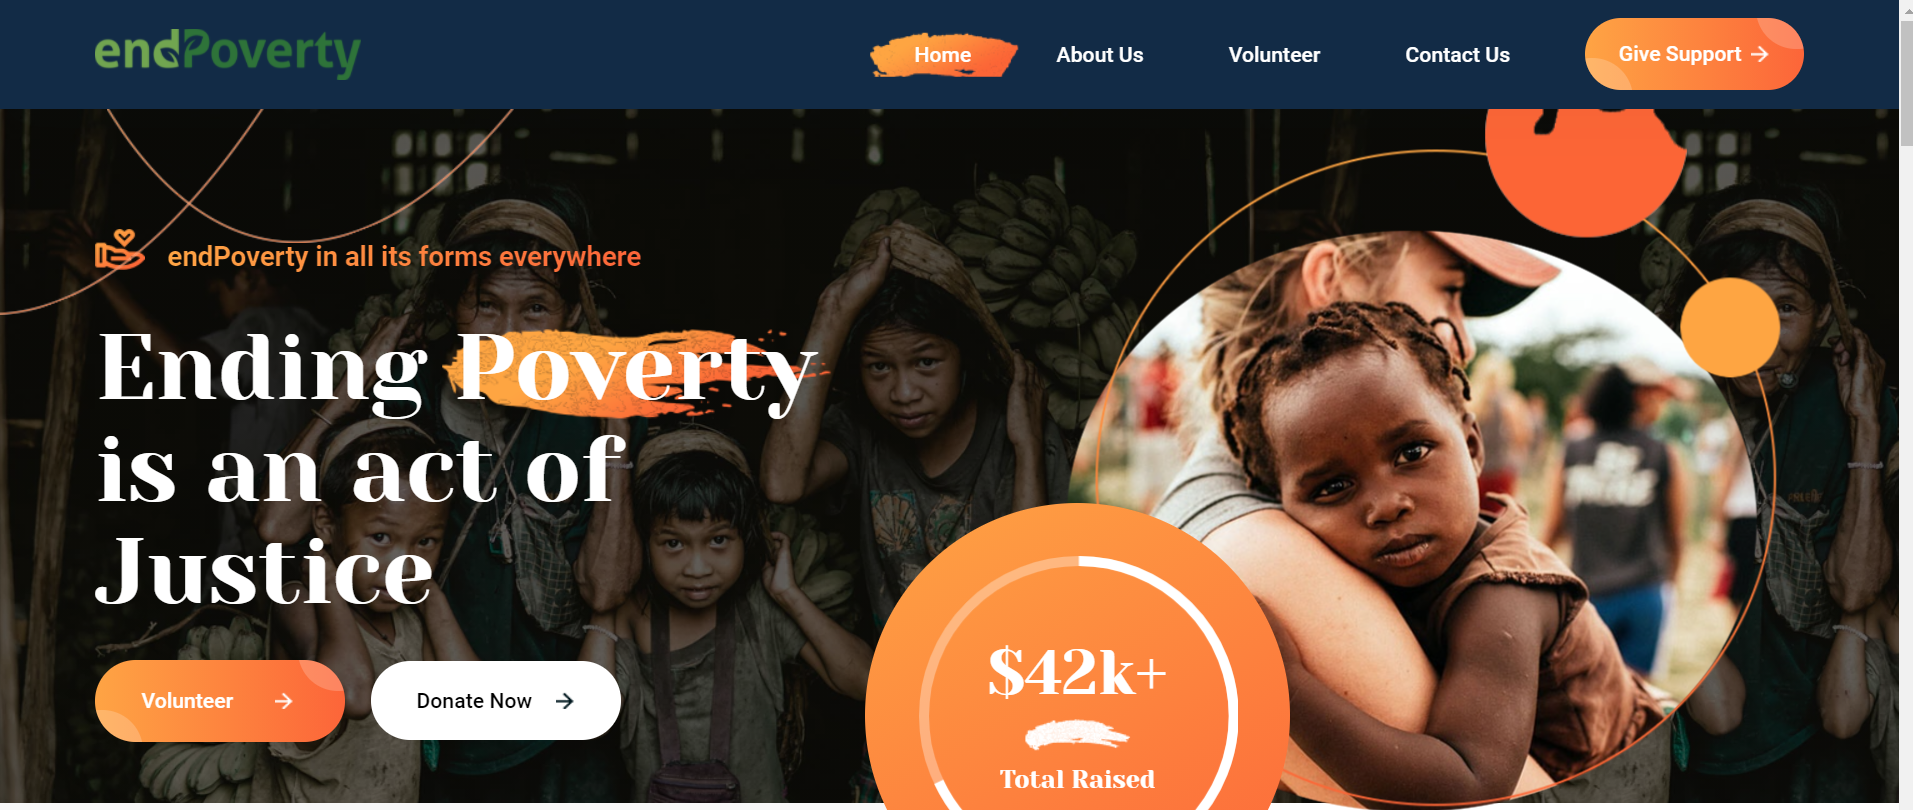 endPoverty
Home
About Us
Volunteer
Contact Us
Give Support
endPoverty in all its forms everywhere
Ending Poverty
is an act of
Justice
Volunteer
Donate Now
$42k+
Total Raised